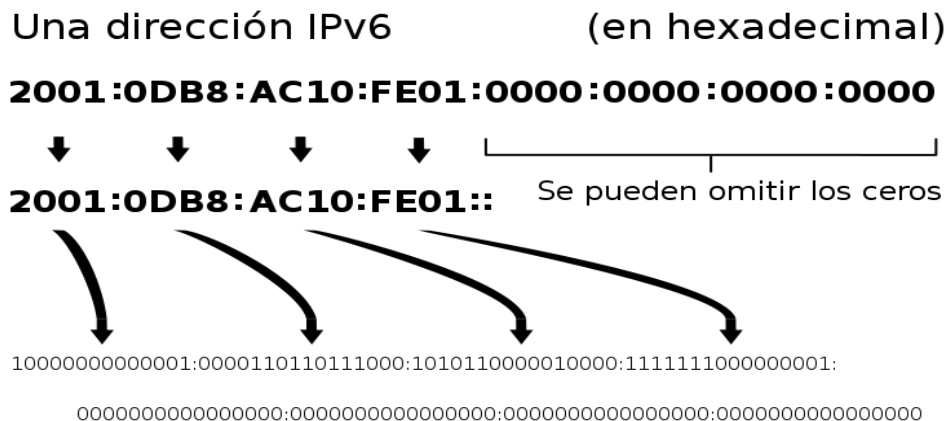 Una dirección IPv6 (en hexadecimal)
2001:0DB8:AC10:FE01:0000:0000:0000:0000
2001:0DB8:AC10:FE01::
Se pueden omitir los ceros
10000000000001:0000110110111000:1010110000010000:1111111000000001:
0000000000000000:0000000000000000:0000000000000000:0000000000000000